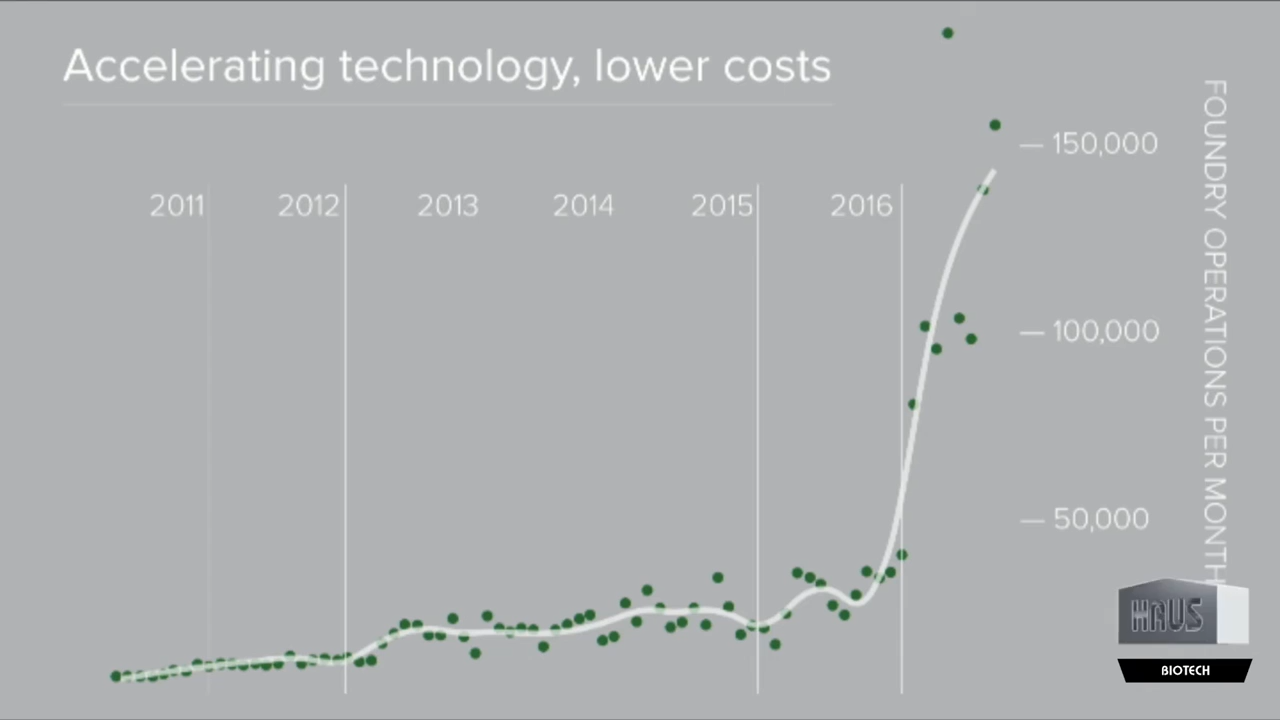 Accelerating technology, lower costs
2011 2012 2013 2014 2015 2016
150,000
100,000
50,000
FOUNDRY OPERATIONS PER MONTH
HAUS
BIOTECH